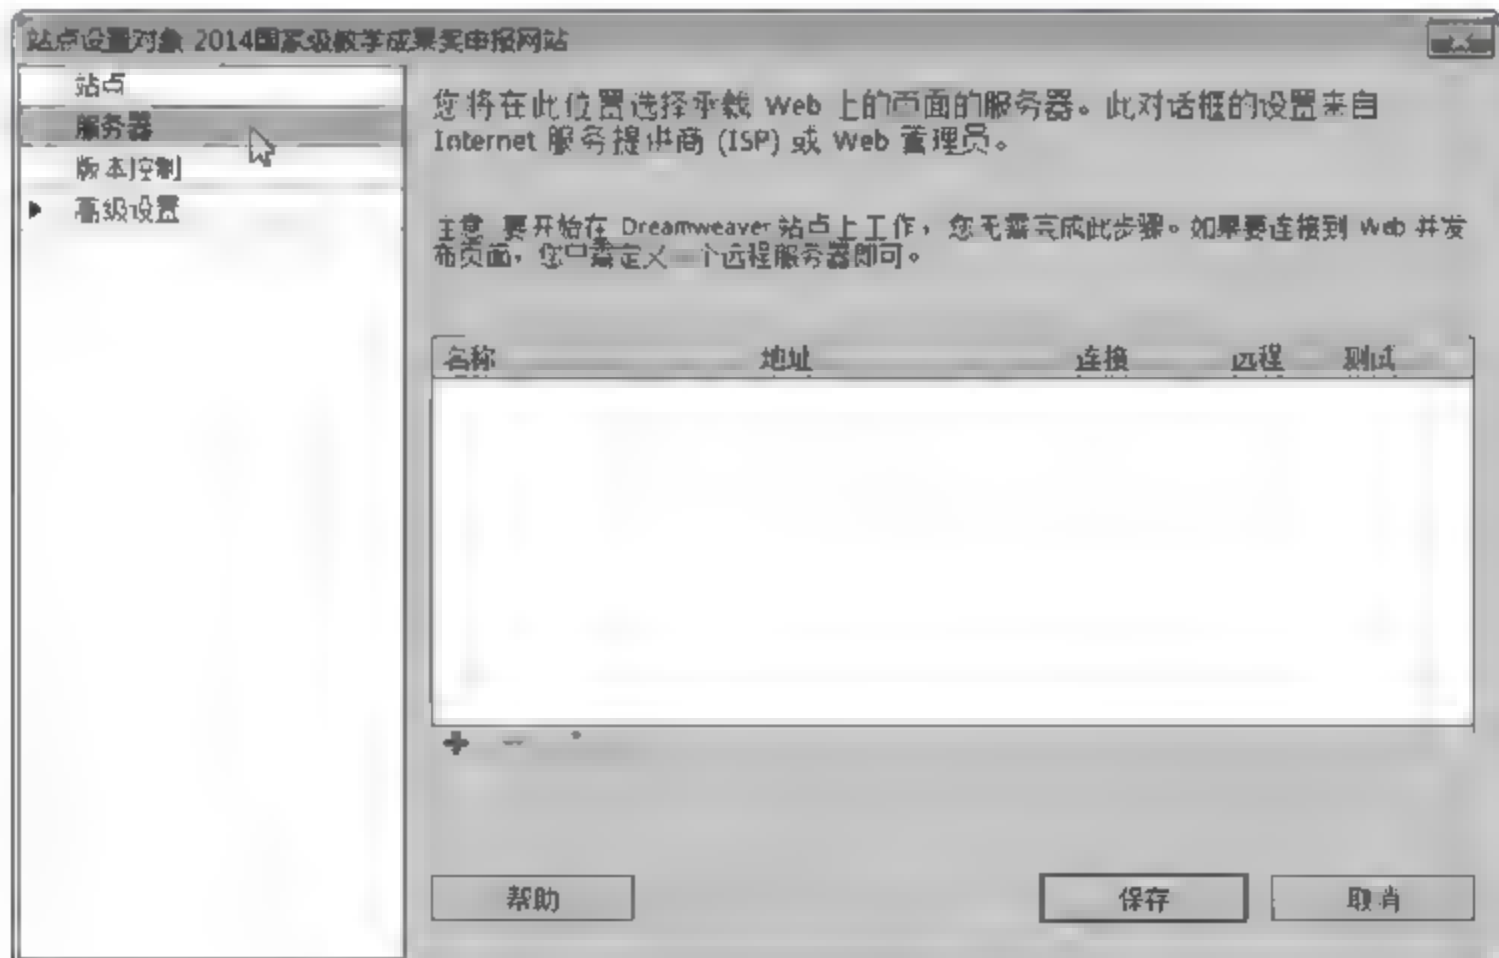 站点设置对象 2014国家级教学成果奖申报网站
站点
服务器
版本控制
高级设置
您将在此位置选择承载 Web 上的页面的服务器。此对话框的设置来自
Internet 服务提供商 (ISP) 或 Web 管理员。
注意 要开始在 Dreamweaver 站点上工作，您无需完成此步骤。如果要连接到 Web 并发
布页面，您只需定义一个远程服务器即可。
名称 地址 连接 远程 测试
帮助 保存 取消